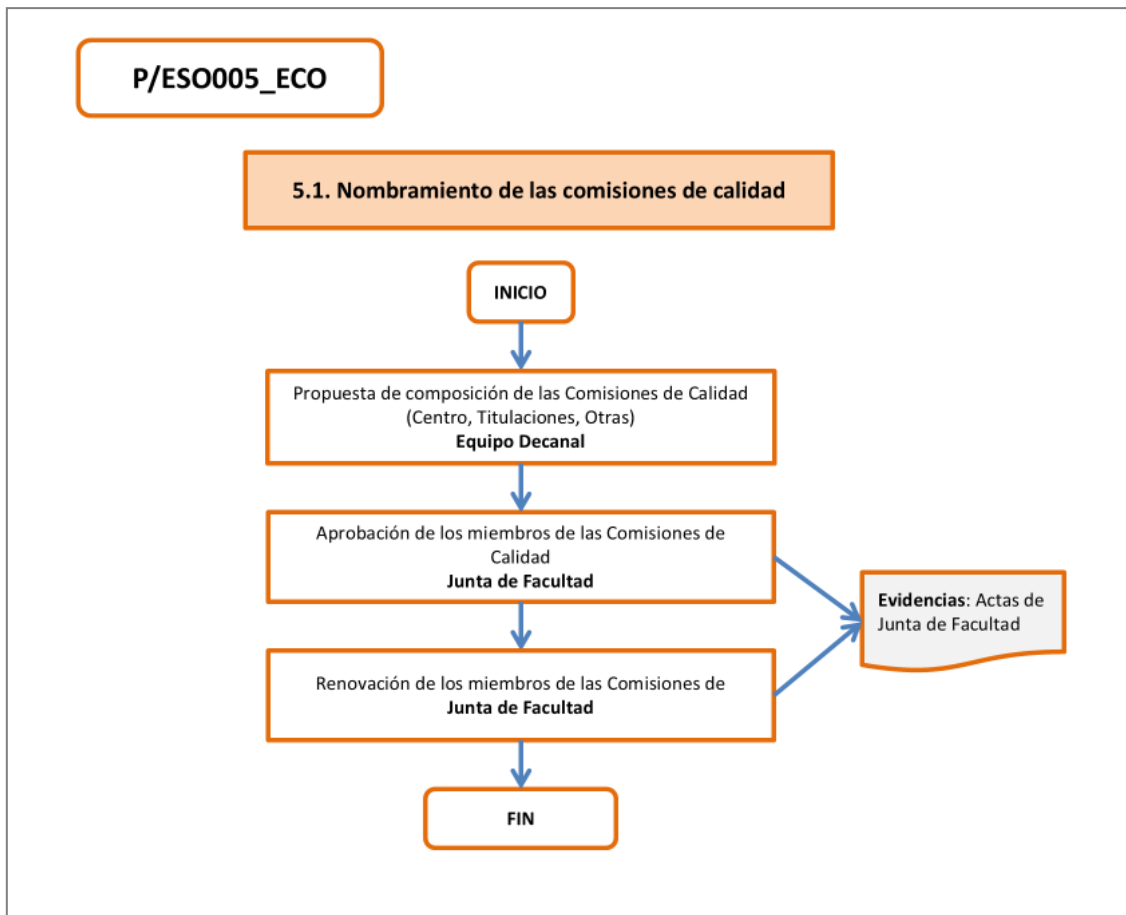 P/ESO005_ECO
5.1. Nombramiento de las comisiones de calidad
INICIO
Propuesta de composición de las Comisiones de Calidad
(Centro, Titulaciones, Otras)
Equipo Decanal
Aprobación de los miembros de las Comisiones de
Calidad
Junta de Facultad
Evidencias: Actas de
Junta de Facultad
Renovación de los miembros de las Comisiones de
Junta de Facultad
FIN